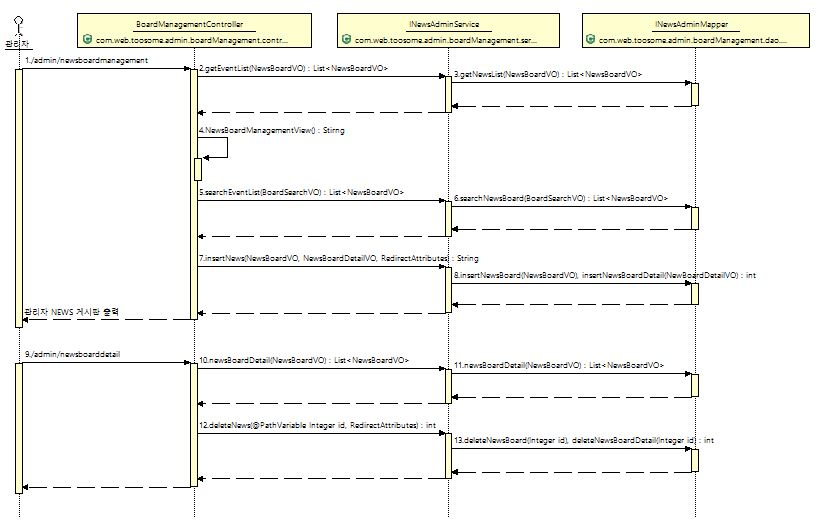 BoardManagementController
com.web.toosome.admin.boardManagement.contr...
INewsAdminService
com.web.toosome.admin.boardManagement.ser...
INewsAdminMapper
com.web.toosome.admin.boardManagement.dao....
관리자
1./admin/newsboardmanagement
2.getEventList(NewsBoardVO) : List<NewsBoardVO>
3.getNewsList(NewsBoardVO) : List<NewsBoardVO>
4.NewsBoardManagementView() : Stirng
5.searchEventList(BoardSearchVO) : List<NewsBoardVO>
6.searchNewsBoard(BoardSearchVO) : List<NewsBoardVO>
7.insertNews(NewsBoardVO, NewsBoardDetailVO, RedirectAttributes) : String
8.insertNewsBoard(NewsBoardVO), insertNewsBoardDetail(NewBoardDetailVO) : int
관리자 NEWS 게시판 출력
9./admin/newsboarddetail
10.newsBoardDetail(NewsBoardVO) : List<NewsBoardVO>
11.newsBoardDetail(NewsBoardVO) : List<NewsBoardVO>
12.deleteNews(@PathVariable Integer id, RedirectAttributes) : int
13.deleteNewsBoard(Integer id), deleteNewsBoardDetail(Integer id) : int